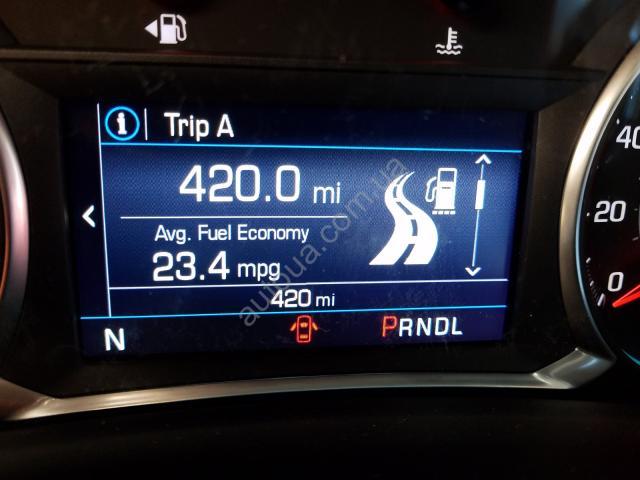 Trip A
420.0 mi
Avg. Fuel Economy
23.4 mpg
420 mi
N PRNDL
40
20
0
autoua.com.ua